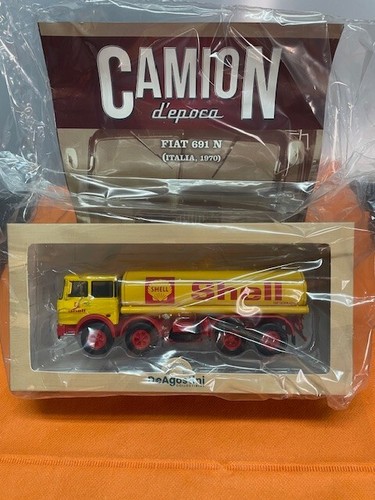 CAMION
d'epoca
FIAT 691 N
(ITALIA, 1970)
SHELL
Shell
DeAgostini